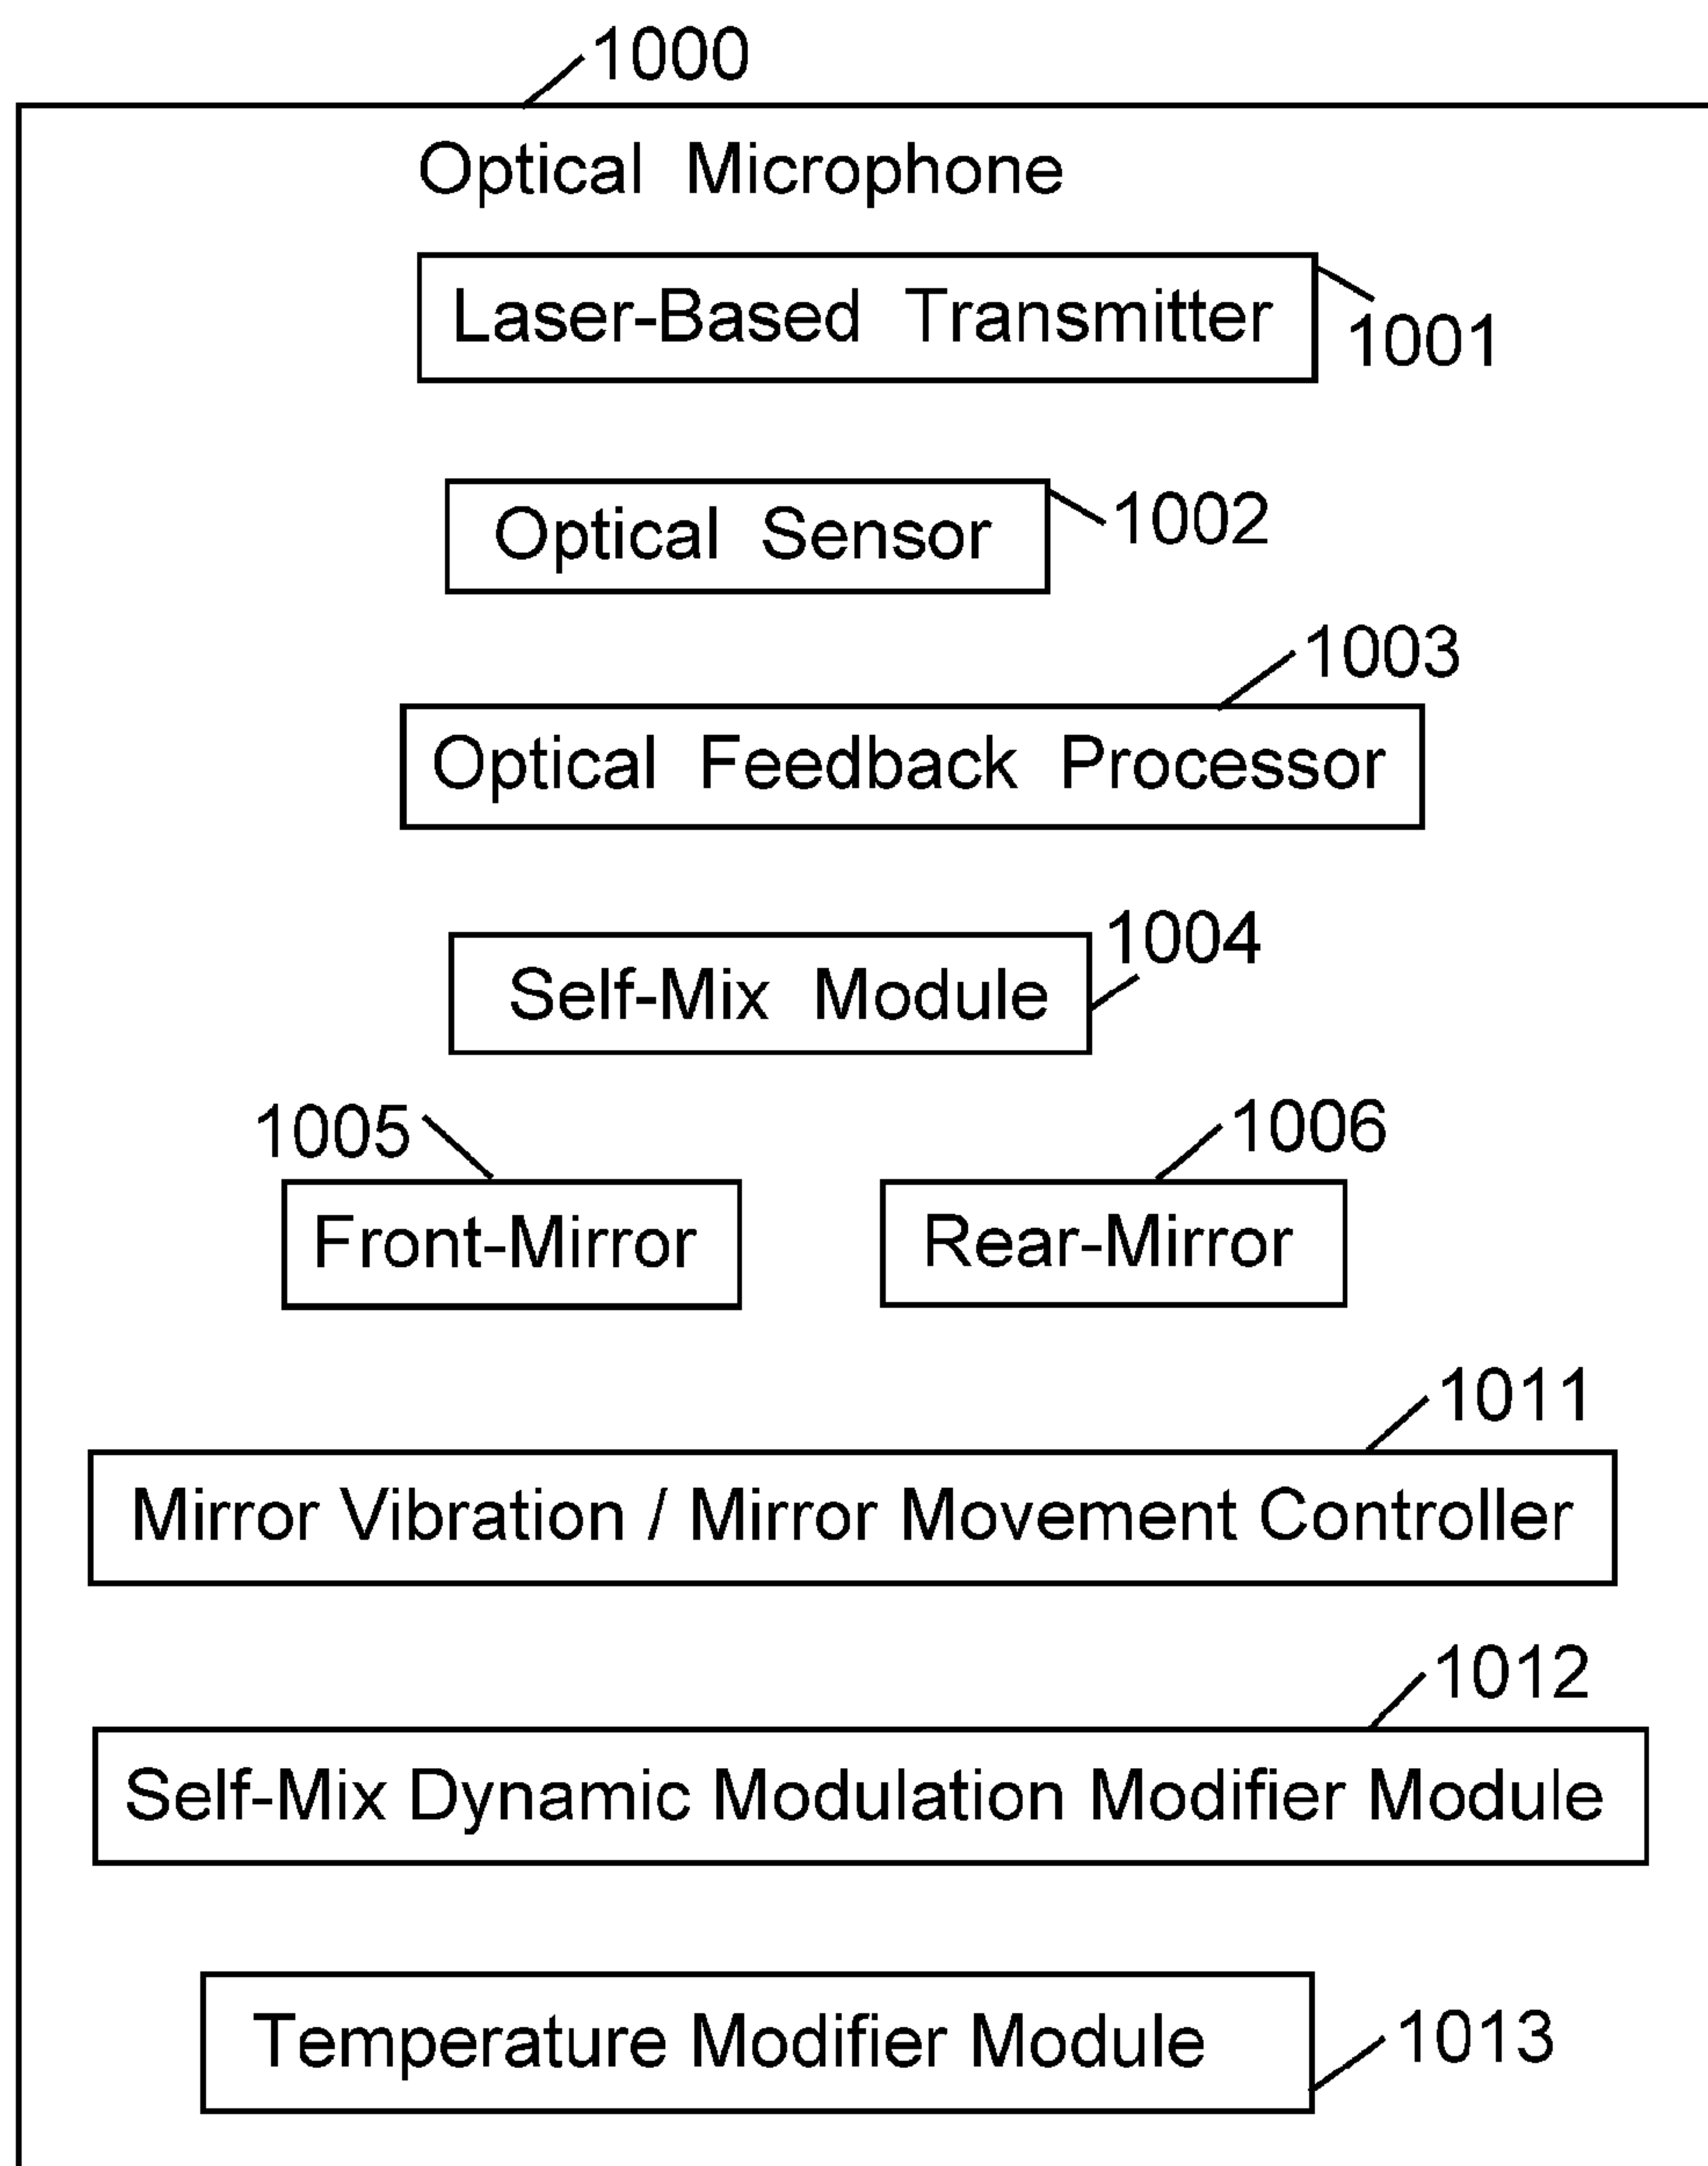 1000
Optical Microphone
Laser-Based Transmitter
1001
Optical Sensor
1002
1003
Optical Feedback Processor
1004
Self-Mix Module
1005
1006
Front-Mirror
Rear-Mirror
1011
Mirror Vibration / Mirror Movement Controller
1012
Self-Mix Dynamic Modulation Modifier Module
Temperature Modifier Module
1013